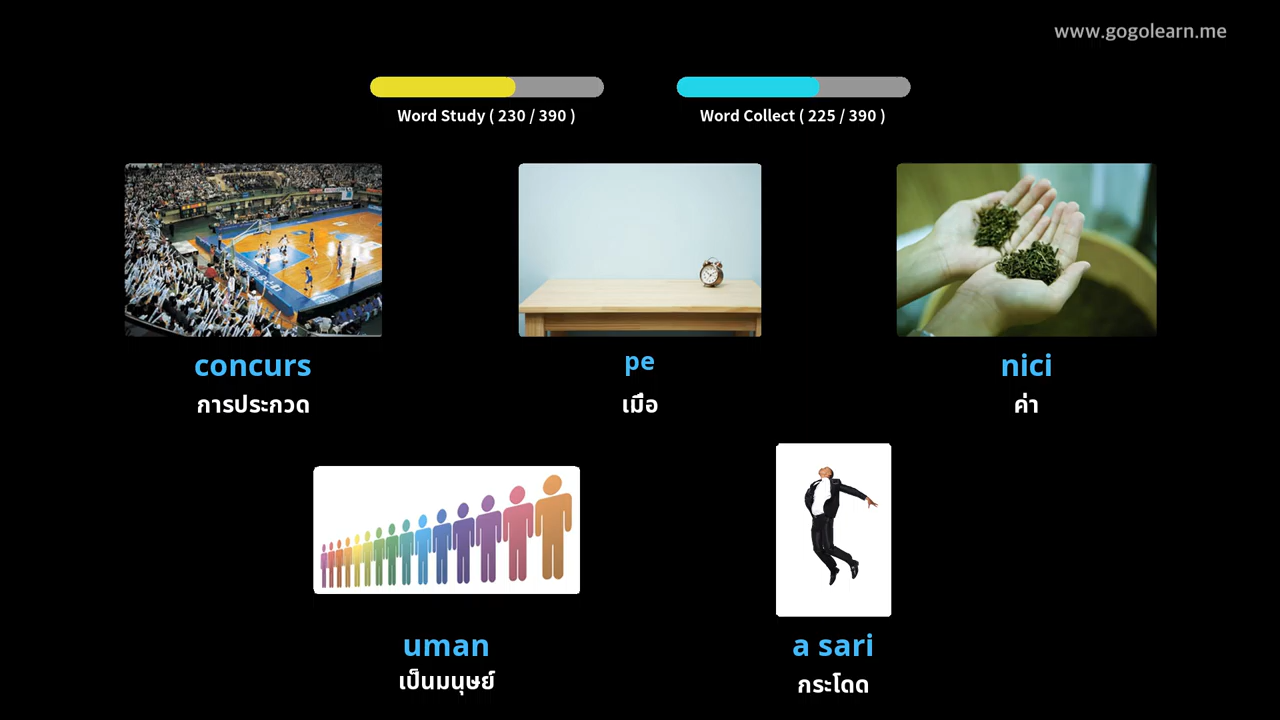 www.gogolearn.me
Word Study ( 230 / 390 )
Word Collect ( 225 / 390 )
concurs
การประกวด
pe
เมื่อ
nici
ค่า
uman
เป็นมนุษย์
a sari
กระโดด